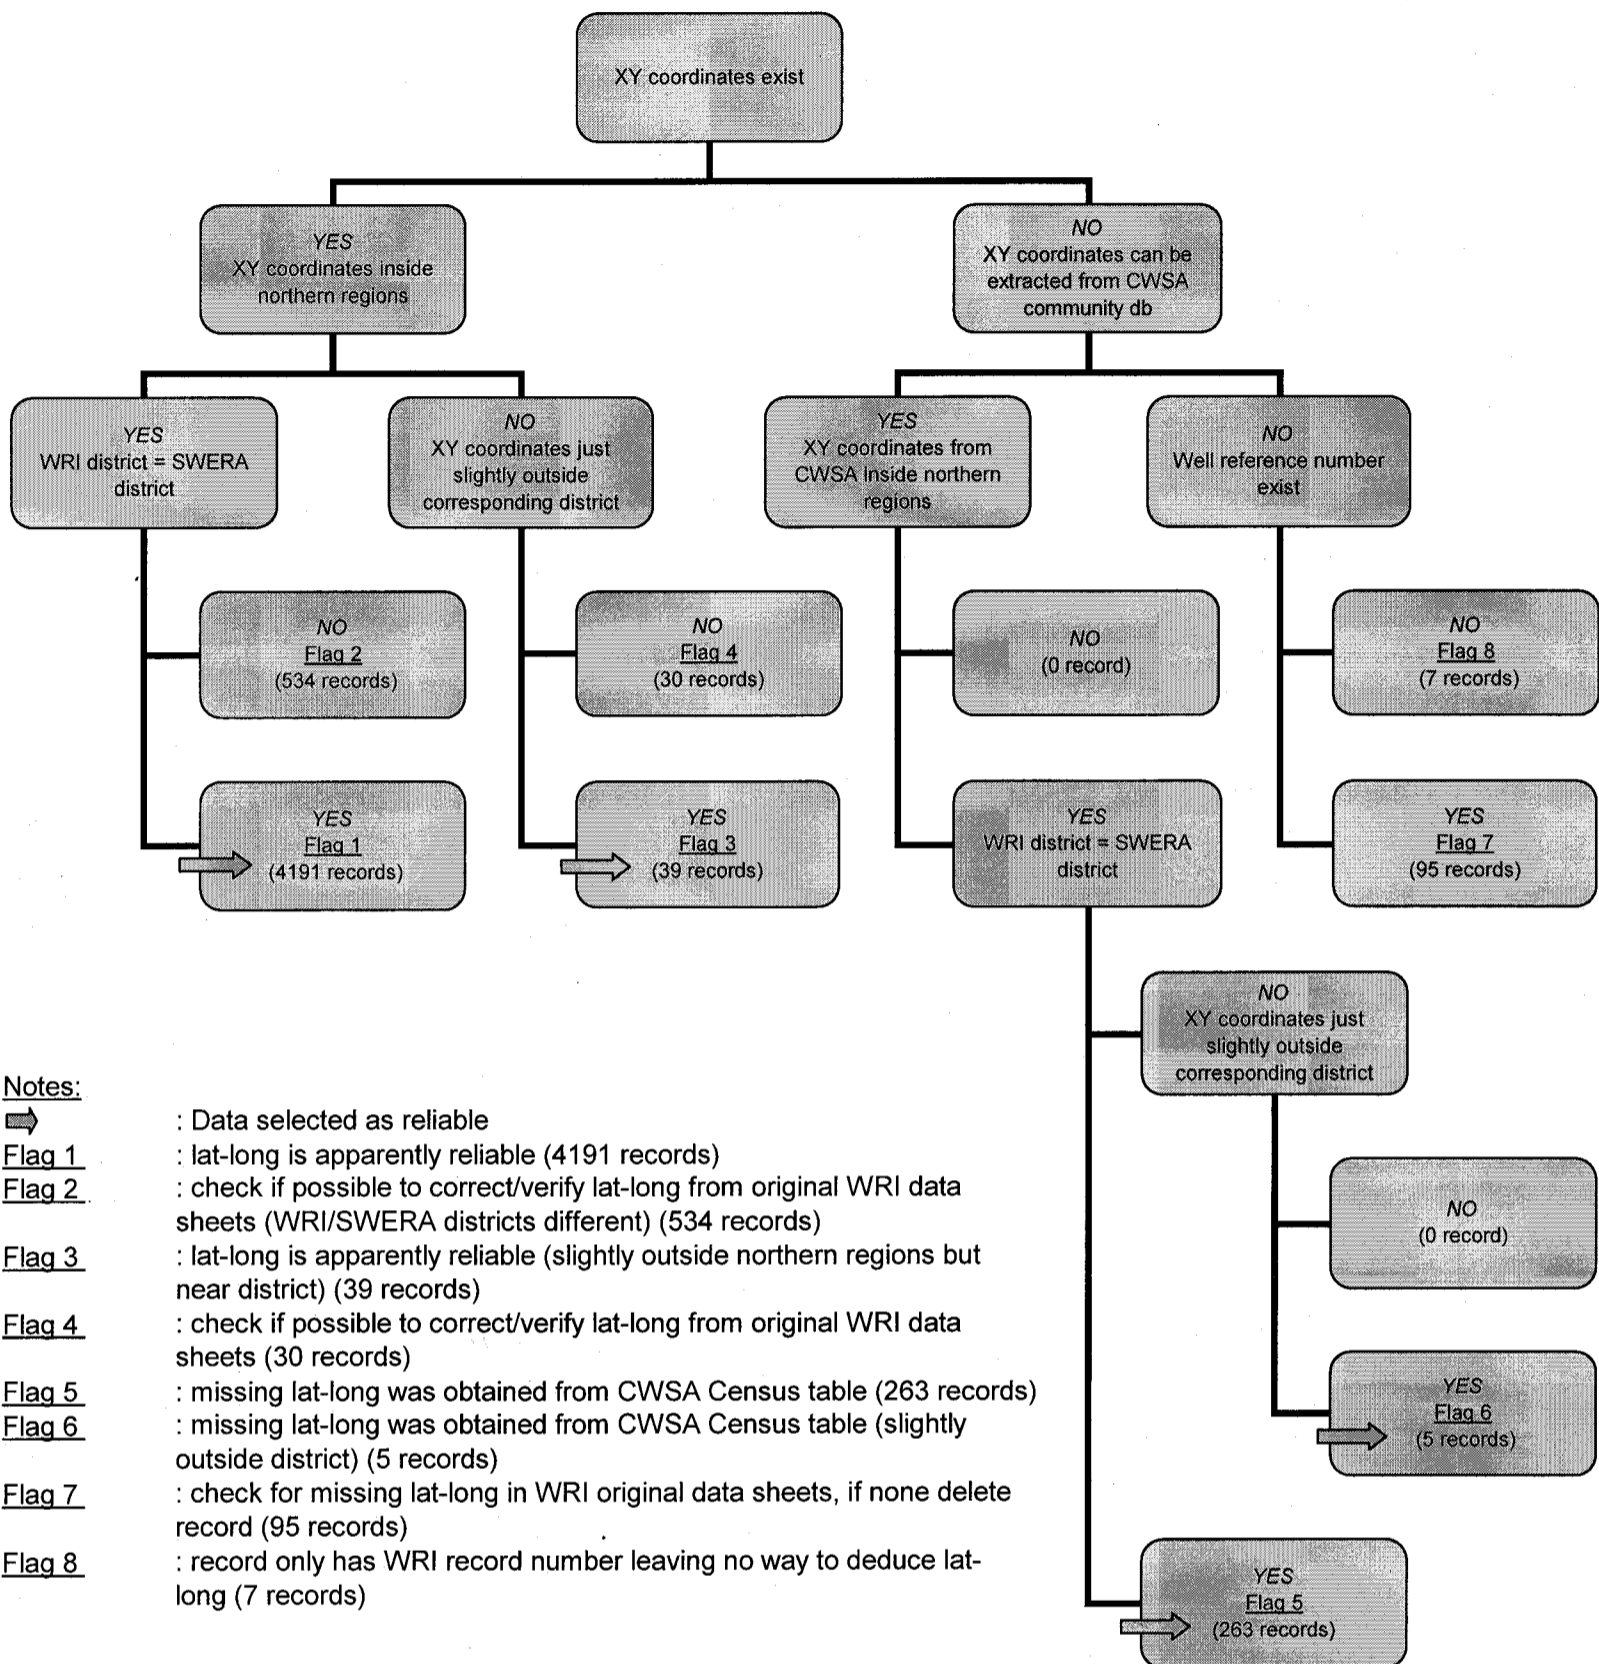 XY coordinates exist
YES
XY coordinates inside
northern regions
NO
XY coordinates can be
extracted from CWSA
community db
YES
WRI district = SWERA
district
NO
XY coordinates just
slightly outside
corresponding district
YES
XY coordinates from
CWSA inside northern
regions
NO
Well reference number
exist
NO
Flag 2
(534 records)
NO
Flag 4
(30 records)
NO
(0 record)
NO
Flag 8
(7 records)
YES
Flag 1
(4191 records)
YES
Flag 3
(39 records)
YES
WRI district = SWERA
district
YES
Flag 7
(95 records)
NO
XY coordinates just
slightly outside
corresponding district
NO
(0 record)
YES
Flag 6
(5 records)
YES
Flag 5
(263 records)
Notes:
: Data selected as reliable
Flag 1 : lat-long is apparently reliable (4191 records)
Flag 2 : check if possible to correct/verify lat-long from original WRI data
sheets (WRI/SWERA districts different) (534 records)
Flag 3 : lat-long is apparently reliable (slightly outside northern regions but
near district) (39 records)
Flag 4 : check if possible to correct/verify lat-long from original WRI data
sheets (30 records)
Flag 5 : missing lat-long was obtained from CWSA Census table (263 records)
Flag 6 : missing lat-long was obtained from CWSA Census table (slightly
outside district) (5 records)
Flag 7 : check for missing lat-long in WRI original data sheets, if none delete
record (95 records)
Flag 8 : record only has WRI record number leaving no way to deduce lat-
long (7 records)